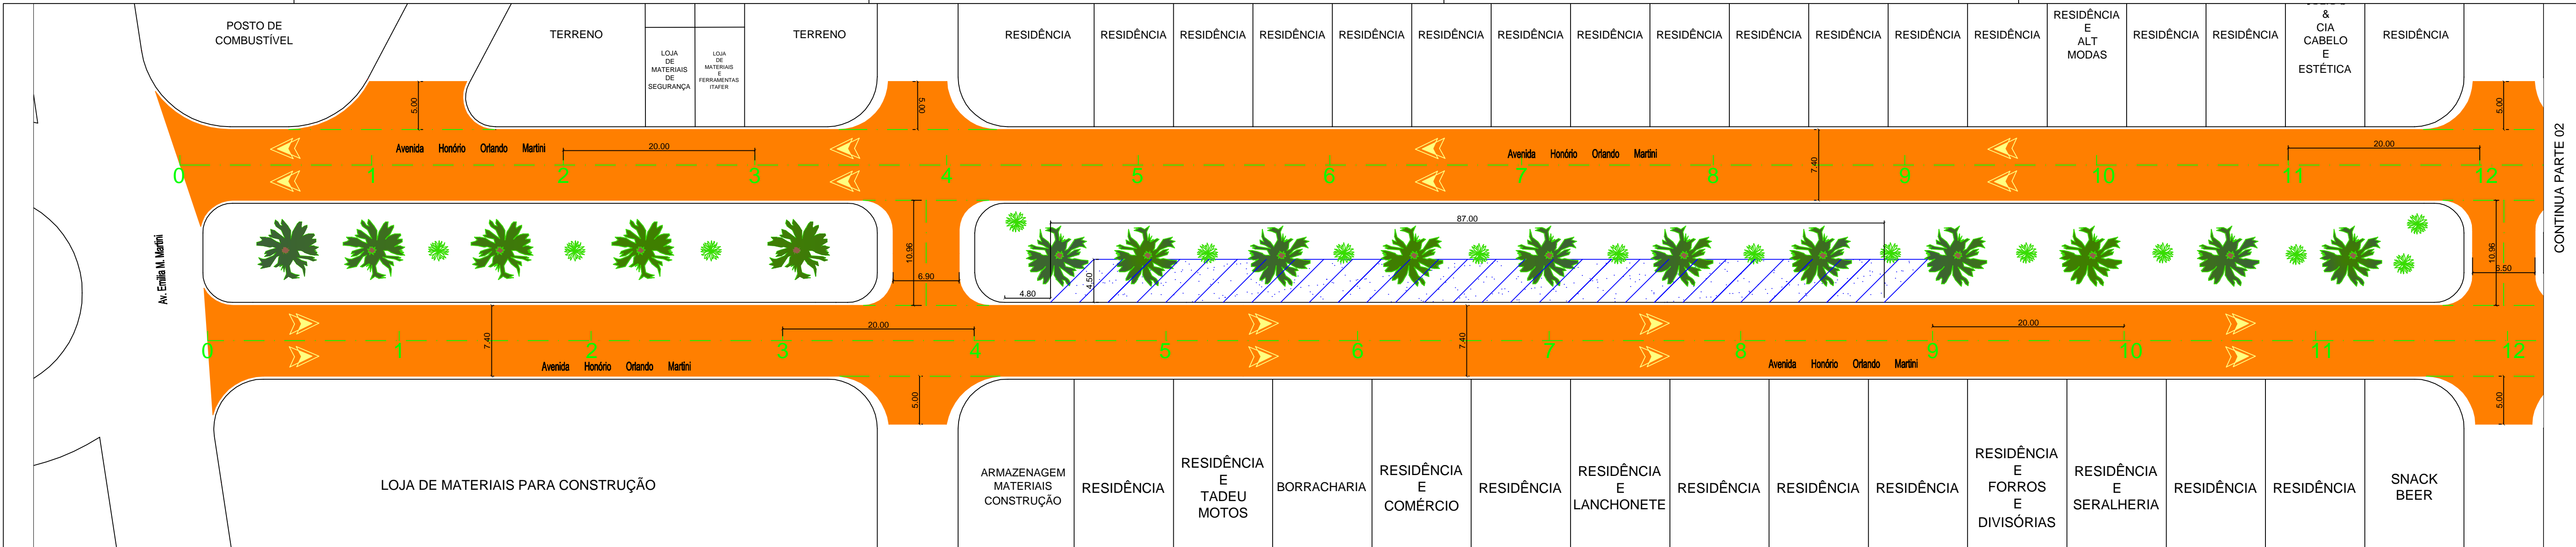 POSTO DE
COMBUSTÍVEL
TERRENO
LOJA
DE
MATERIAIS
DE
SEGURANÇA
LOJA
DE
MATERIAIS
E
FERRAMENTAS
ITAFER
TERRENO
RESIDÊNCIA
RESIDÊNCIA
RESIDÊNCIA
RESIDÊNCIA
RESIDÊNCIA
RESIDÊNCIA
RESIDÊNCIA
RESIDÊNCIA
RESIDÊNCIA
RESIDÊNCIA
RESIDÊNCIA
RESIDÊNCIA
RESIDÊNCIA
E
ALT
MODAS
RESIDÊNCIA
RESIDÊNCIA
&
CIA
CABELO
E
ESTÉTICA
RESIDÊNCIA
5.00
5.00
5.00
Avenida Honório Orlando Martini
20.00
Avenida Honório Orlando Martini
7.40
20.00
0 1 2 3 4 5 6 7 8 9 10 11 12
CONTINUA PARTE 02
Av. Emília M. Martini
10.96
6.90
87.00
4.50
4.80
10.96
6.50
7.40
20.00
7.40
20.00
0 1 2 3 4 5 6 7 8 9 10 11 12
Avenida Honório Orlando Martini
Avenida Honório Orlando Martini
5.00
5.00
LOJA DE MATERIAIS PARA CONSTRUÇÃO
ARMAZENAGEM
MATERIAIS
CONSTRUÇÃO
RESIDÊNCIA
RESIDÊNCIA
E
TADEU
MOTOS
BORRACHARIA
RESIDÊNCIA
E
COMÉRCIO
RESIDÊNCIA
RESIDÊNCIA
E
LANCHONETE
RESIDÊNCIA
RESIDÊNCIA
RESIDÊNCIA
RESIDÊNCIA
E
FORROS
E
DIVISÓRIAS
RESIDÊNCIA
E
SERALHERIA
RESIDÊNCIA
RESIDÊNCIA
SNACK
BEER